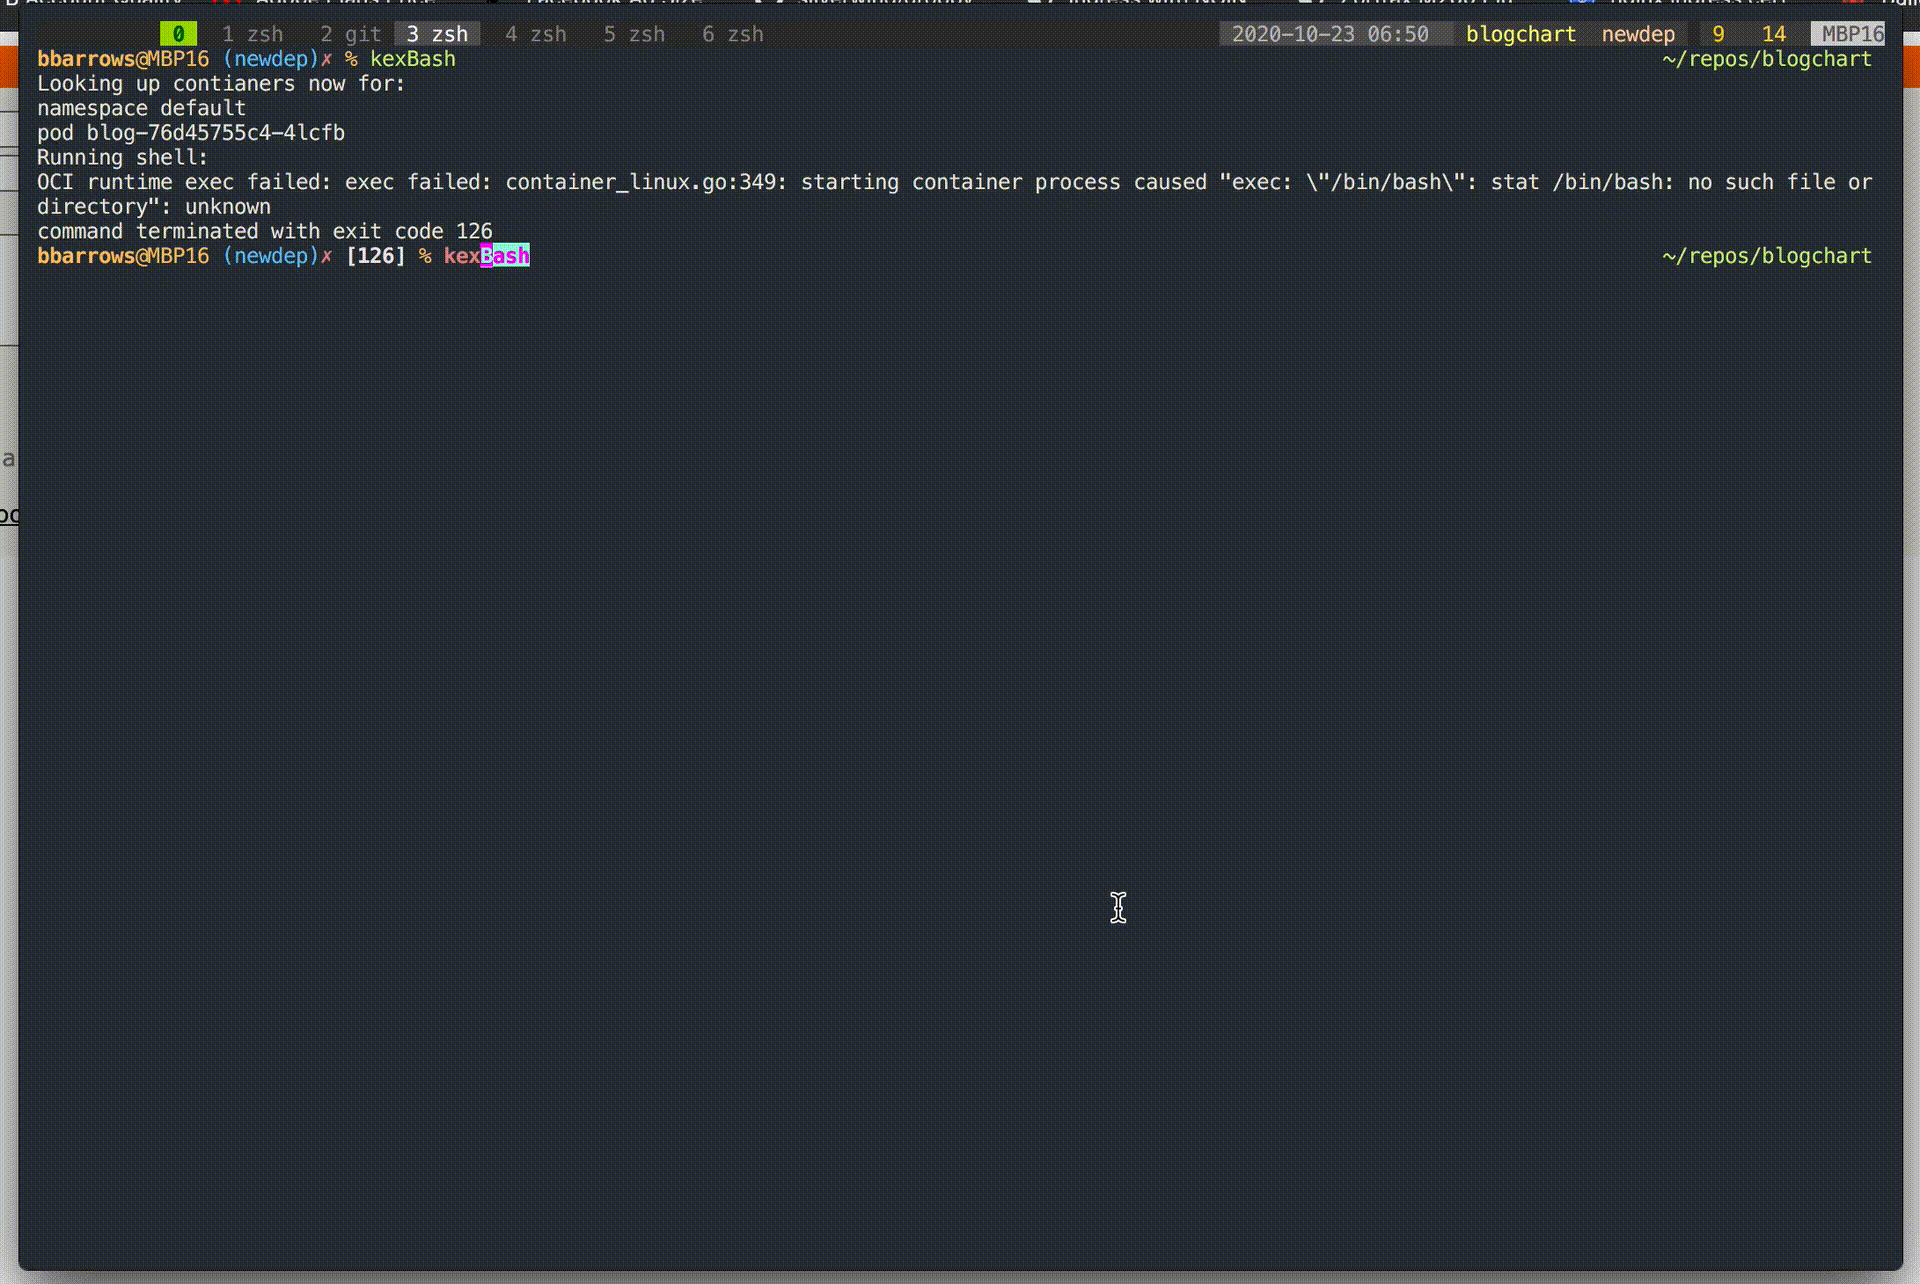 0 1 zsh 2 git 3 zsh 4 zsh 5 zsh 6 zsh 2020-10-23 06:50 blogchart newdep 9 14 MBP16
bbarrows@MBP16 (newdep)✗ % kexBash ~/repos/blogchart
Looking up contianers now for:
namespace default
pod blog-76d45755c4-4lcfb
Running shell:
OCI runtime exec failed: exec failed: container_linux.go:349: starting container process caused "exec: \"/bin/bash\": stat /bin/bash: no such file or
directory": unknown
command terminated with exit code 126
bbarrows@MBP16 (newdep)✗ [126] % kexBash ~/repos/blogchart